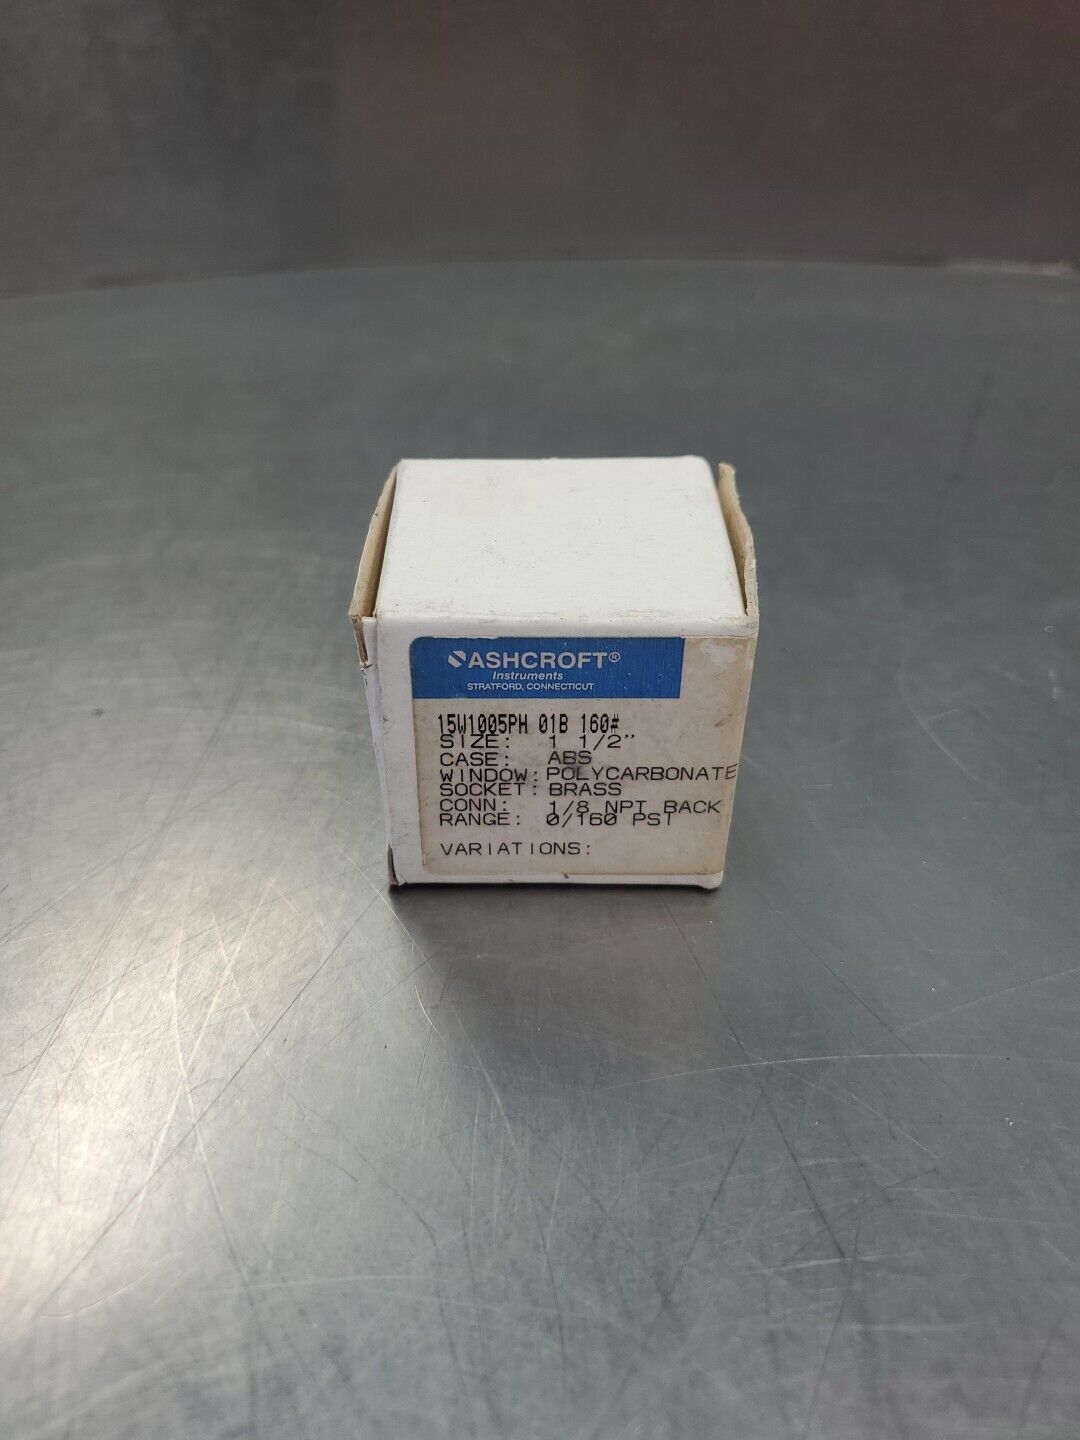 ASHCROFT®
Instruments
STRATFORD, CONNECTICUT
15W1005PH 01B 160#
SIZE: 1 1/2"
CASE: ABS
WINDOW: POLYCARBONATE
SOCKET: BRASS
CONN: 1/8 NPT BACK
RANGE: 0/160 PSI
VARIATIONS: